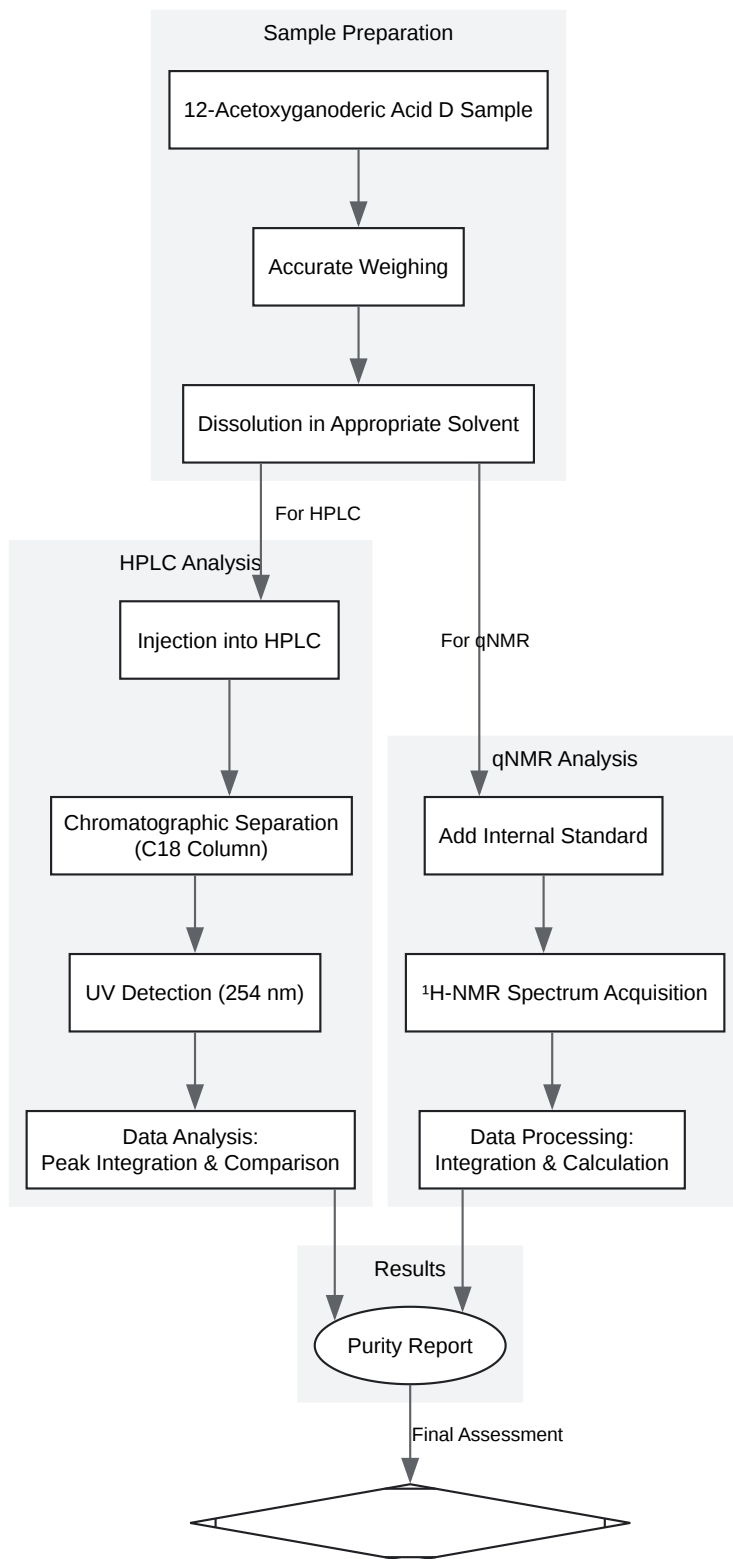 Sample Preparation
12-Acetoxyganoderic Acid D Sample
Accurate Weighing
Dissolution in Appropriate Solvent
For HPLC
HPLC Analysis
Injection into HPLC
For qNMR
qNMR Analysis
Chromatographic Separation
(C18 Column)
Add Internal Standard
UV Detection (254 nm)
¹H-NMR Spectrum Acquisition
Data Analysis:
Peak Integration & Comparison
Data Processing:
Integration & Calculation
Results
Purity Report
Final Assessment